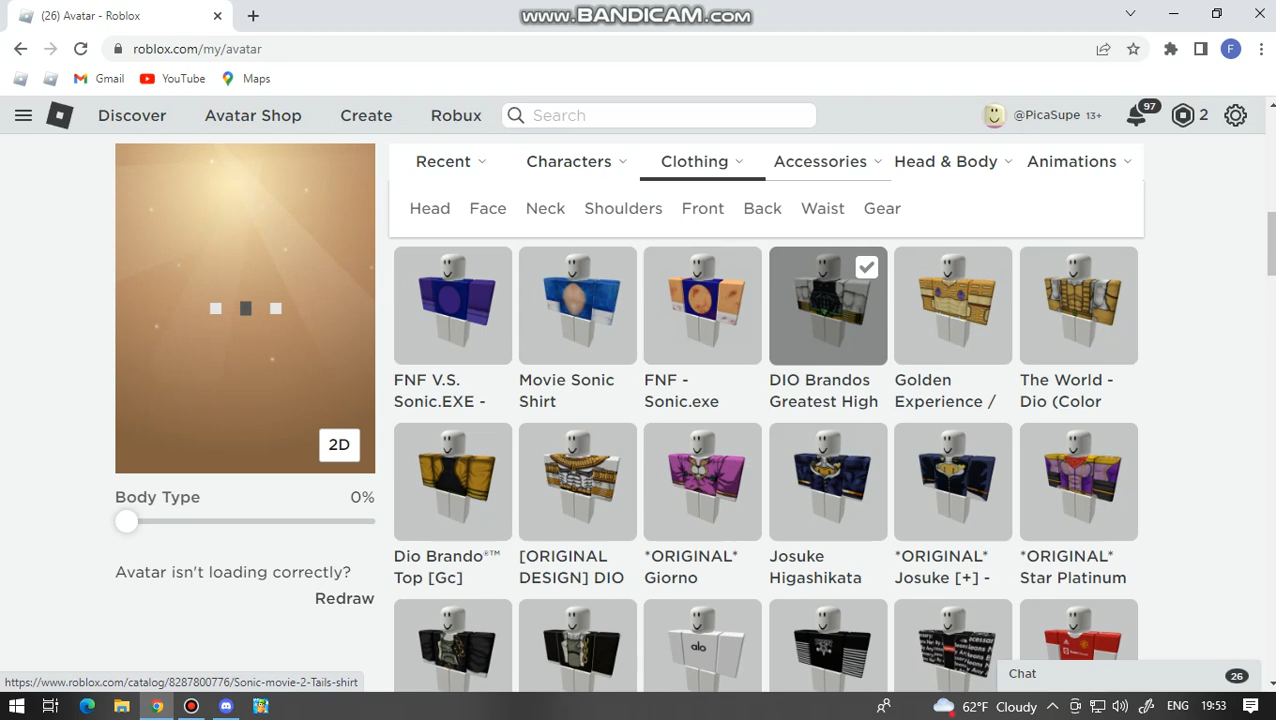 (26) Avatar - Roblox
www.BANDICAM.com
roblox.com/my/avatar
F
Gmail
YouTube
Maps
Discover
Avatar Shop
Create
Robux
Search
@PicaSupe 13+
97
2
Recent
Characters
Clothing
Accessories
Head & Body
Animations
Head
Face
Neck
Shoulders
Front
Back
Waist
Gear
2D
Body Type 0%
Avatar isn't loading correctly?
Redraw
FNF V.S.
Sonic.EXE -
Movie Sonic
Shirt
FNF -
Sonic.exe
DIO Brandos
Greatest High
Golden
Experience /
The World -
Dio (Color
Dio Brando®™
Top [Gc]
[ORIGINAL
DESIGN] DIO
*ORIGINAL*
Giorno
Josuke
Higashikata
*ORIGINAL*
Josuke [+] -
*ORIGINAL*
Star Platinum
alo
Chat 26
https://www.roblox.com/catalog/8287800776/Sonic-movie-2-Tails-shirt
62°F Cloudy
ENG
19:53